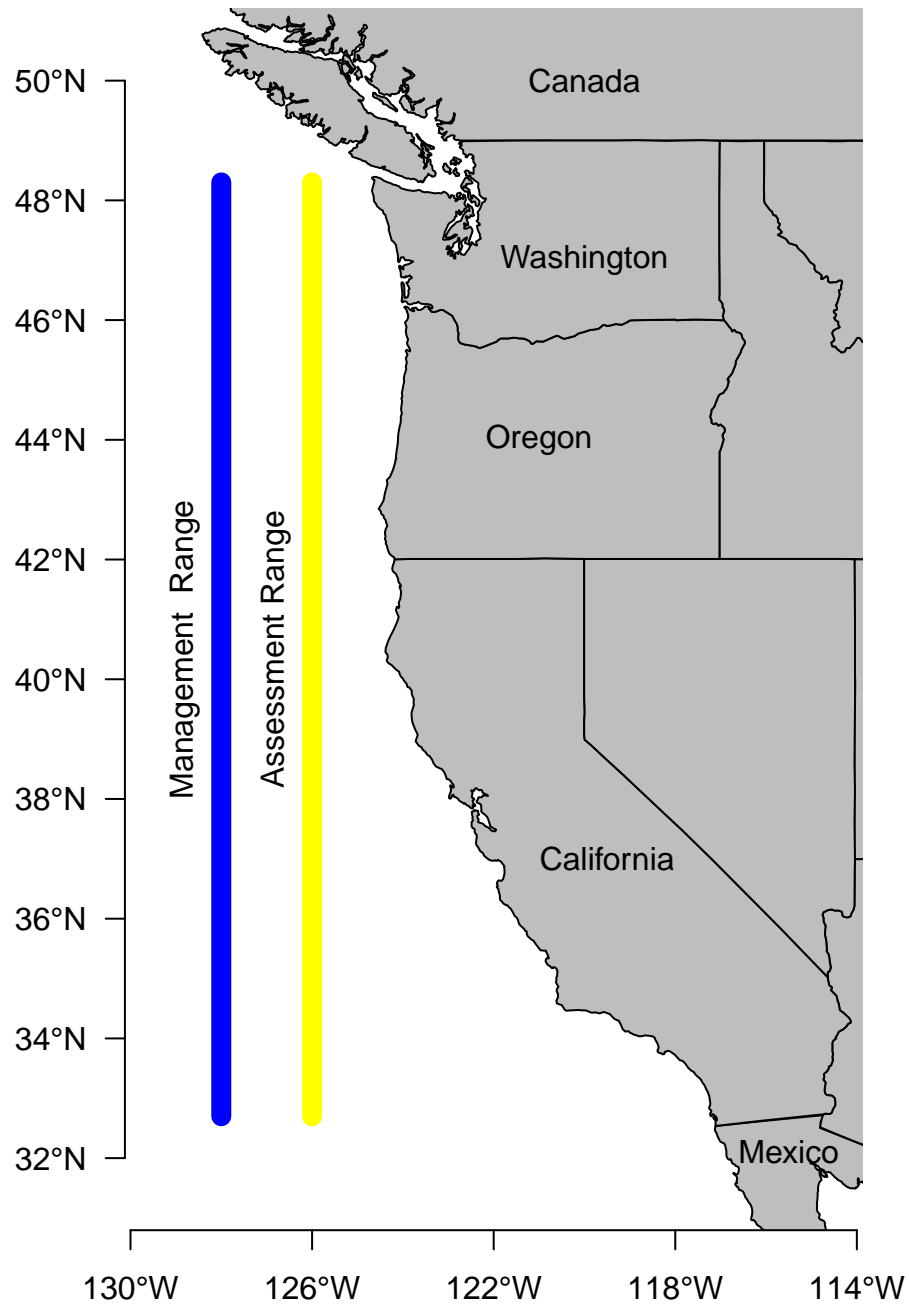 50°N
48°N
46°N
44°N
42°N
40°N
38°N
36°N
34°N
32°N
Management  Range
Assessment Range
Canada
Washington
Oregon
California
Mexico
130°W
126°W
122°W
118°W
114°W